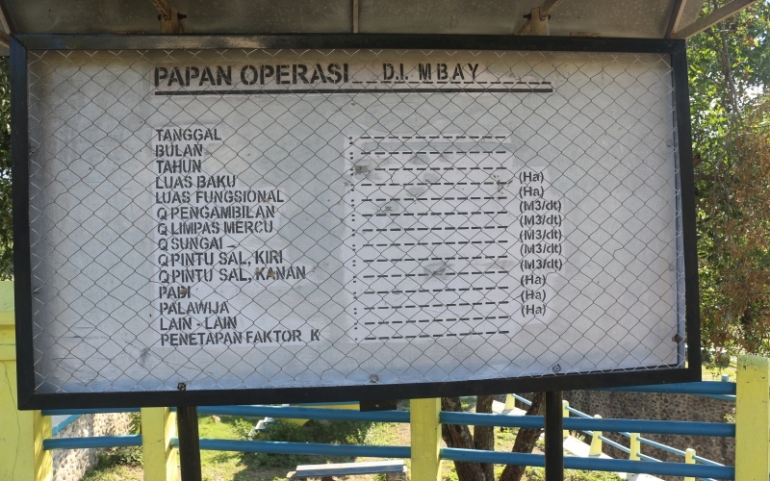 PAPAN OPERASI D.I. MBAY
TANGGAL : _ _ _ _ _ _ _ _ _ _ _ _
BULAN : _ _ _ _ _ _ _ _ _ _ _ _
TAHUN : _ _ _ _ _ _ _ _ _ _ _ _
LUAS BAKU : _ _ _ _ _ _ _ _ _ _ _ _ (Ha)
LUAS FUNGSIONAL : _ _ _ _ _ _ _ _ _ _ _ _ (Ha)
Q PENGAMBILAN : _ _ _ _ _ _ _ _ _ _ _ _ (M3/dt)
Q LIMPAS MERCU : _ _ _ _ _ _ _ _ _ _ _ _ (M3/dt)
Q SUNGAI : _ _ _ _ _ _ _ _ _ _ _ _ (M3/dt)
Q PINTU SAL, KIRI : _ _ _ _ _ _ _ _ _ _ _ _ (M3/dt)
Q PINTU SAL, KANAN : _ _ _ _ _ _ _ _ _ _ _ _ (M3/dt)
PADI : _ _ _ _ _ _ _ _ _ _ _ _ (Ha)
PALAWIJA : _ _ _ _ _ _ _ _ _ _ _ _ (Ha)
LAIN - LAIN : _ _ _ _ _ _ _ _ _ _ _ _ (Ha)
PENETAPAN FAKTOR K : _ _ _ _ _ _ _ _ _ _ _ _